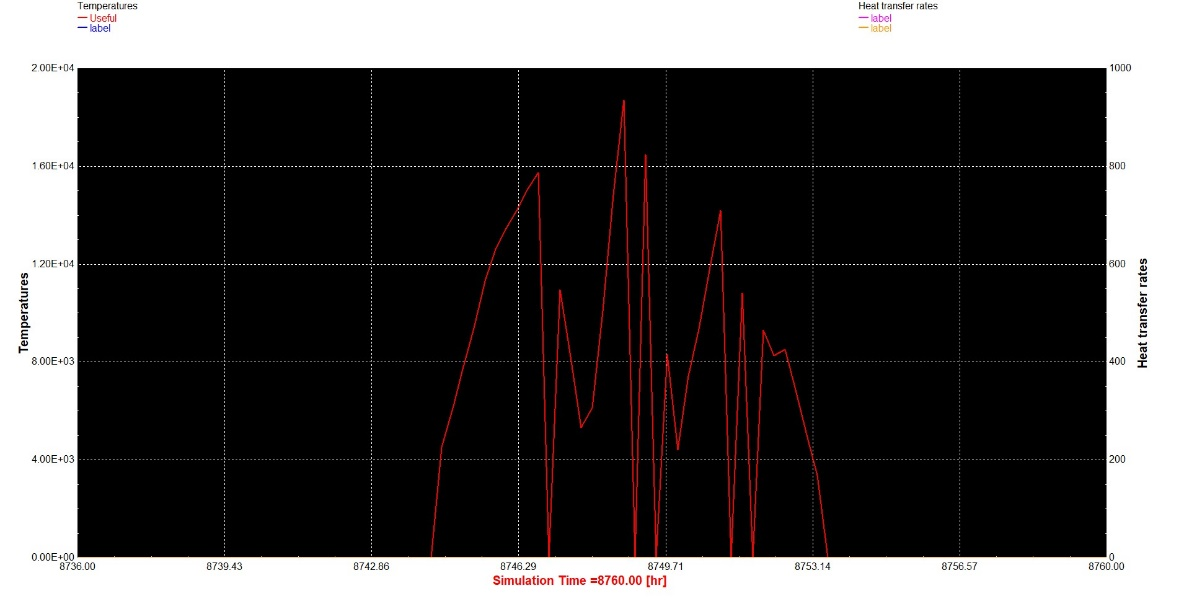 Temperatures
Useful
label
Heat transfer rates
label
label
2.00E+04
1.60E+04
1.20E+04
8.00E+03
4.00E+03
0.00E+00
1000
800
600
400
200
0
Temperatures
Heat transfer rates
8736.00
8739.43
8742.86
8746.29
8749.71
8753.14
8756.57
8760.00
Simulation Time =8760.00 [hr]